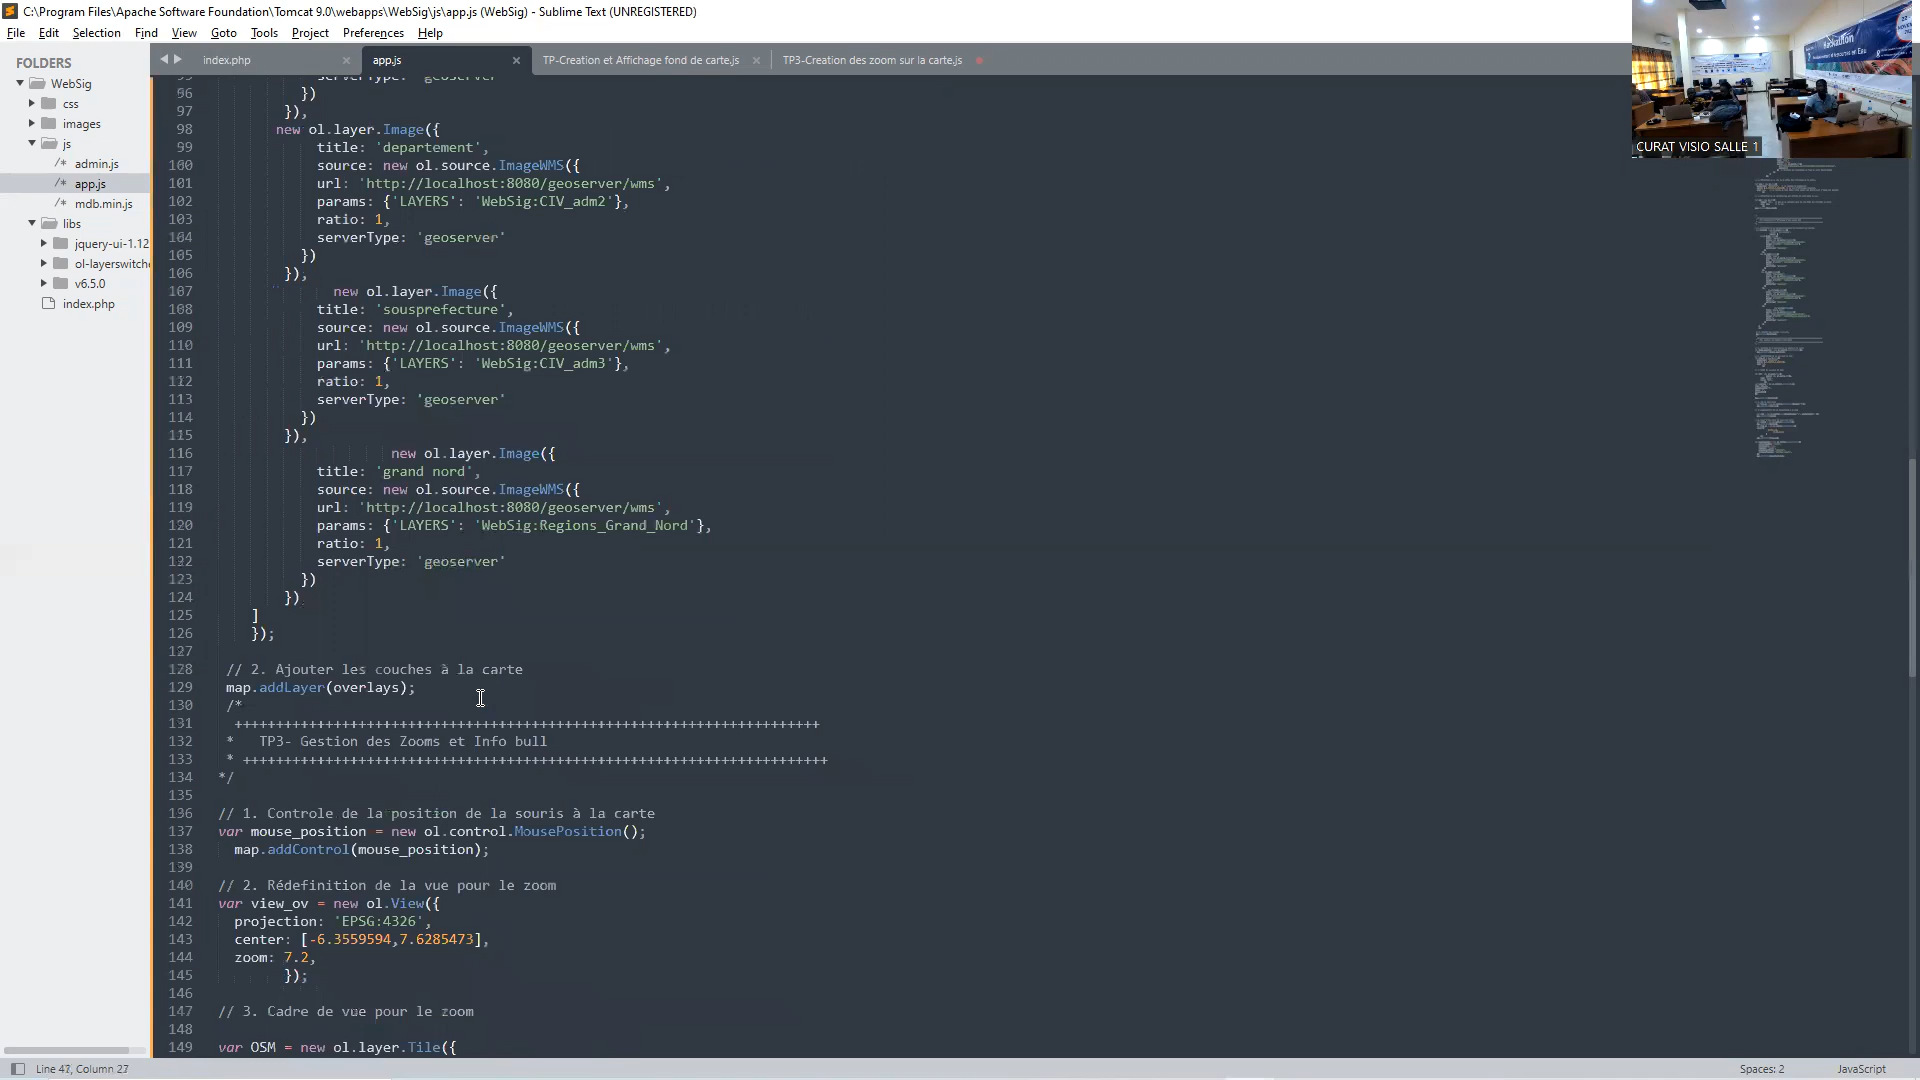 C:\Program Files\Apache Software Foundation\Tomcat 9.0\webapps\WebSig\js\app.js (WebSig) - Sublime Text (UNREGISTERED)
File Edit Selection Find View Goto Tools Project Preferences Help
FOLDERS
WebSig
css
images
js
/* admin.js
/* app.js
/* mdb.min.js
libs
jquery-ui-1.12
ol-layerswitche
v6.5.0
index.php
index.php × app.js × TP-Creation et Affichage fond de carte.js × TP3-Creation des zoom sur la carte.js
Hackathon
CURAT VISIO SALLE 1
95 serverType: 'geoserver'
96 })
97 }),
98 new ol.layer.Image({
99 title: 'departement',
100 source: new ol.source.ImageWMS({
101 url: 'http://localhost:8080/geoserver/wms',
102 params: {'LAYERS': 'WebSig:CIV_adm2'},
103 ratio: 1,
104 serverType: 'geoserver'
105 })
106 }),
107 new ol.layer.Image({
108 title: 'sousprefecture',
109 source: new ol.source.ImageWMS({
110 url: 'http://localhost:8080/geoserver/wms',
111 params: {'LAYERS': 'WebSig:CIV_adm3'},
112 ratio: 1,
113 serverType: 'geoserver'
114 })
115 }),
116 new ol.layer.Image({
117 title: 'grand nord',
118 source: new ol.source.ImageWMS({
119 url: 'http://localhost:8080/geoserver/wms',
120 params: {'LAYERS': 'WebSig:Regions_Grand_Nord'},
121 ratio: 1,
122 serverType: 'geoserver'
123 })
124 })
125 ]
126 });
127
128 // 2. Ajouter les couches à la carte
129 map.addLayer(overlays);
130 /*
131 +++++++++++++++++++++++++++++++++++++++++++++++++++++++++++++++++++++++
132 * TP3- Gestion des Zooms et Info bull
133 * +++++++++++++++++++++++++++++++++++++++++++++++++++++++++++++++++++++++
134 */
135
136 // 1. Controle de la position de la souris à la carte
137 var mouse_position = new ol.control.MousePosition();
138 map.addControl(mouse_position);
139
140 // 2. Rédefinition de la vue pour le zoom
141 var view_ov = new ol.View({
142 projection: 'EPSG:4326',
143 center: [-6.3559594,7.6285473],
144 zoom: 7.2,
145 });
146
147 // 3. Cadre de vue pour le zoom
148
149 var OSM = new ol.layer.Tile({
Line 47, Column 27
Spaces: 2
JavaScript